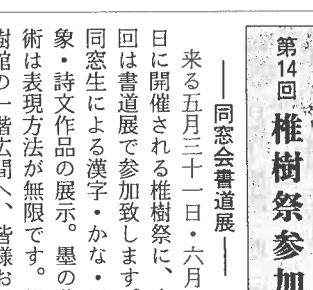 第14回 椎樹祭参加
―同窓会書道展―
来る五月三十一日・六月
日に開催される椎樹祭に、
回は書道展で参加致します。
同窓生による漢字・かな・
象・詩文作品の展示。墨の
術は表現方法が無限です。
樹館の一階広間へ、皆様お